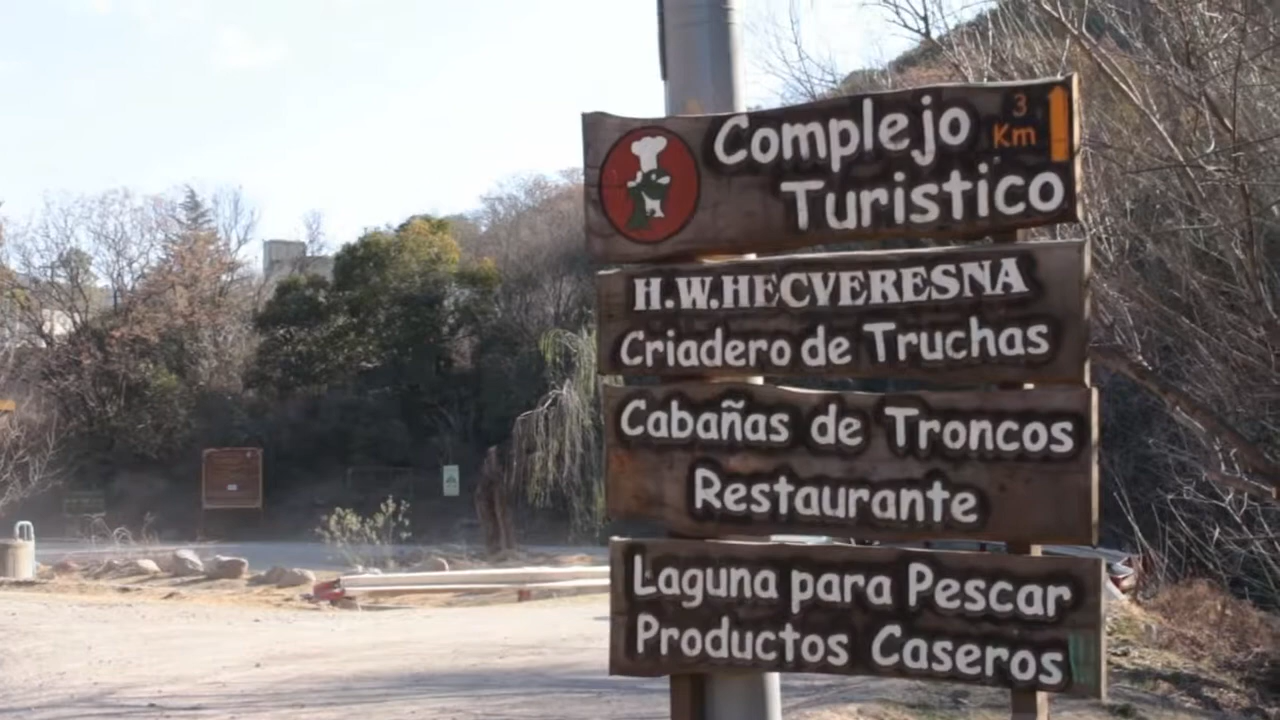 Complejo
3
Km
Turistico
H.W.HECVERESNA
Criadero de Truchas
Cabañas de Troncos
Restaurante
Laguna para Pescar
Productos Caseros